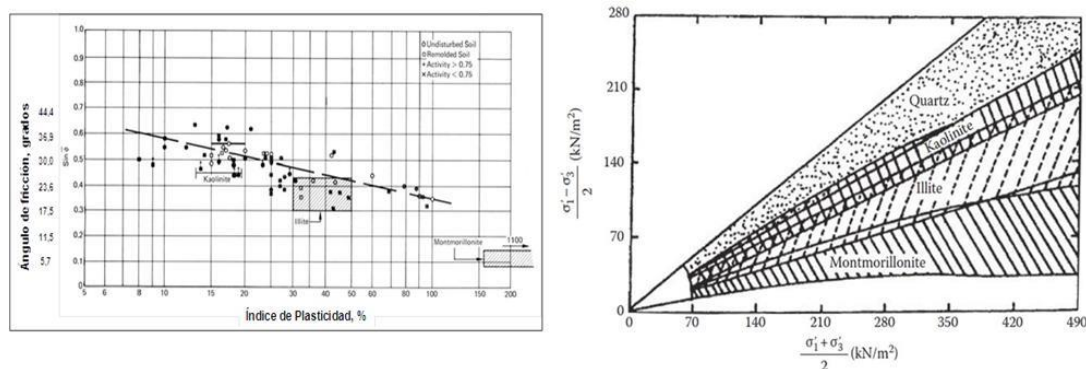 1.0
0.9
0.8
0.7
0.6
0.5
0.4
0.3
0.2
0.1
0
44,4
36,9
30,0
23,6
17,5
11,5
5,7
Ángulo de fricción, grados
Sin
Undisturbed Soil
Remolded Soil
Activity > 0.75
Activity < 0.75
Kaolinite
Illite
Montmorillonite
1100
5 6 8 10 15 20 30 40 60 80 100 150 200
Índice de Plasticidad, %
280
210
140
70
0
σ′1 − σ′3
2
(kN/m²)
Quartz
Kaolinite
Illite
Montmorillonite
0 70 140 210 280 350 420 490
σ′1 + σ′3
2
(kN/m²)